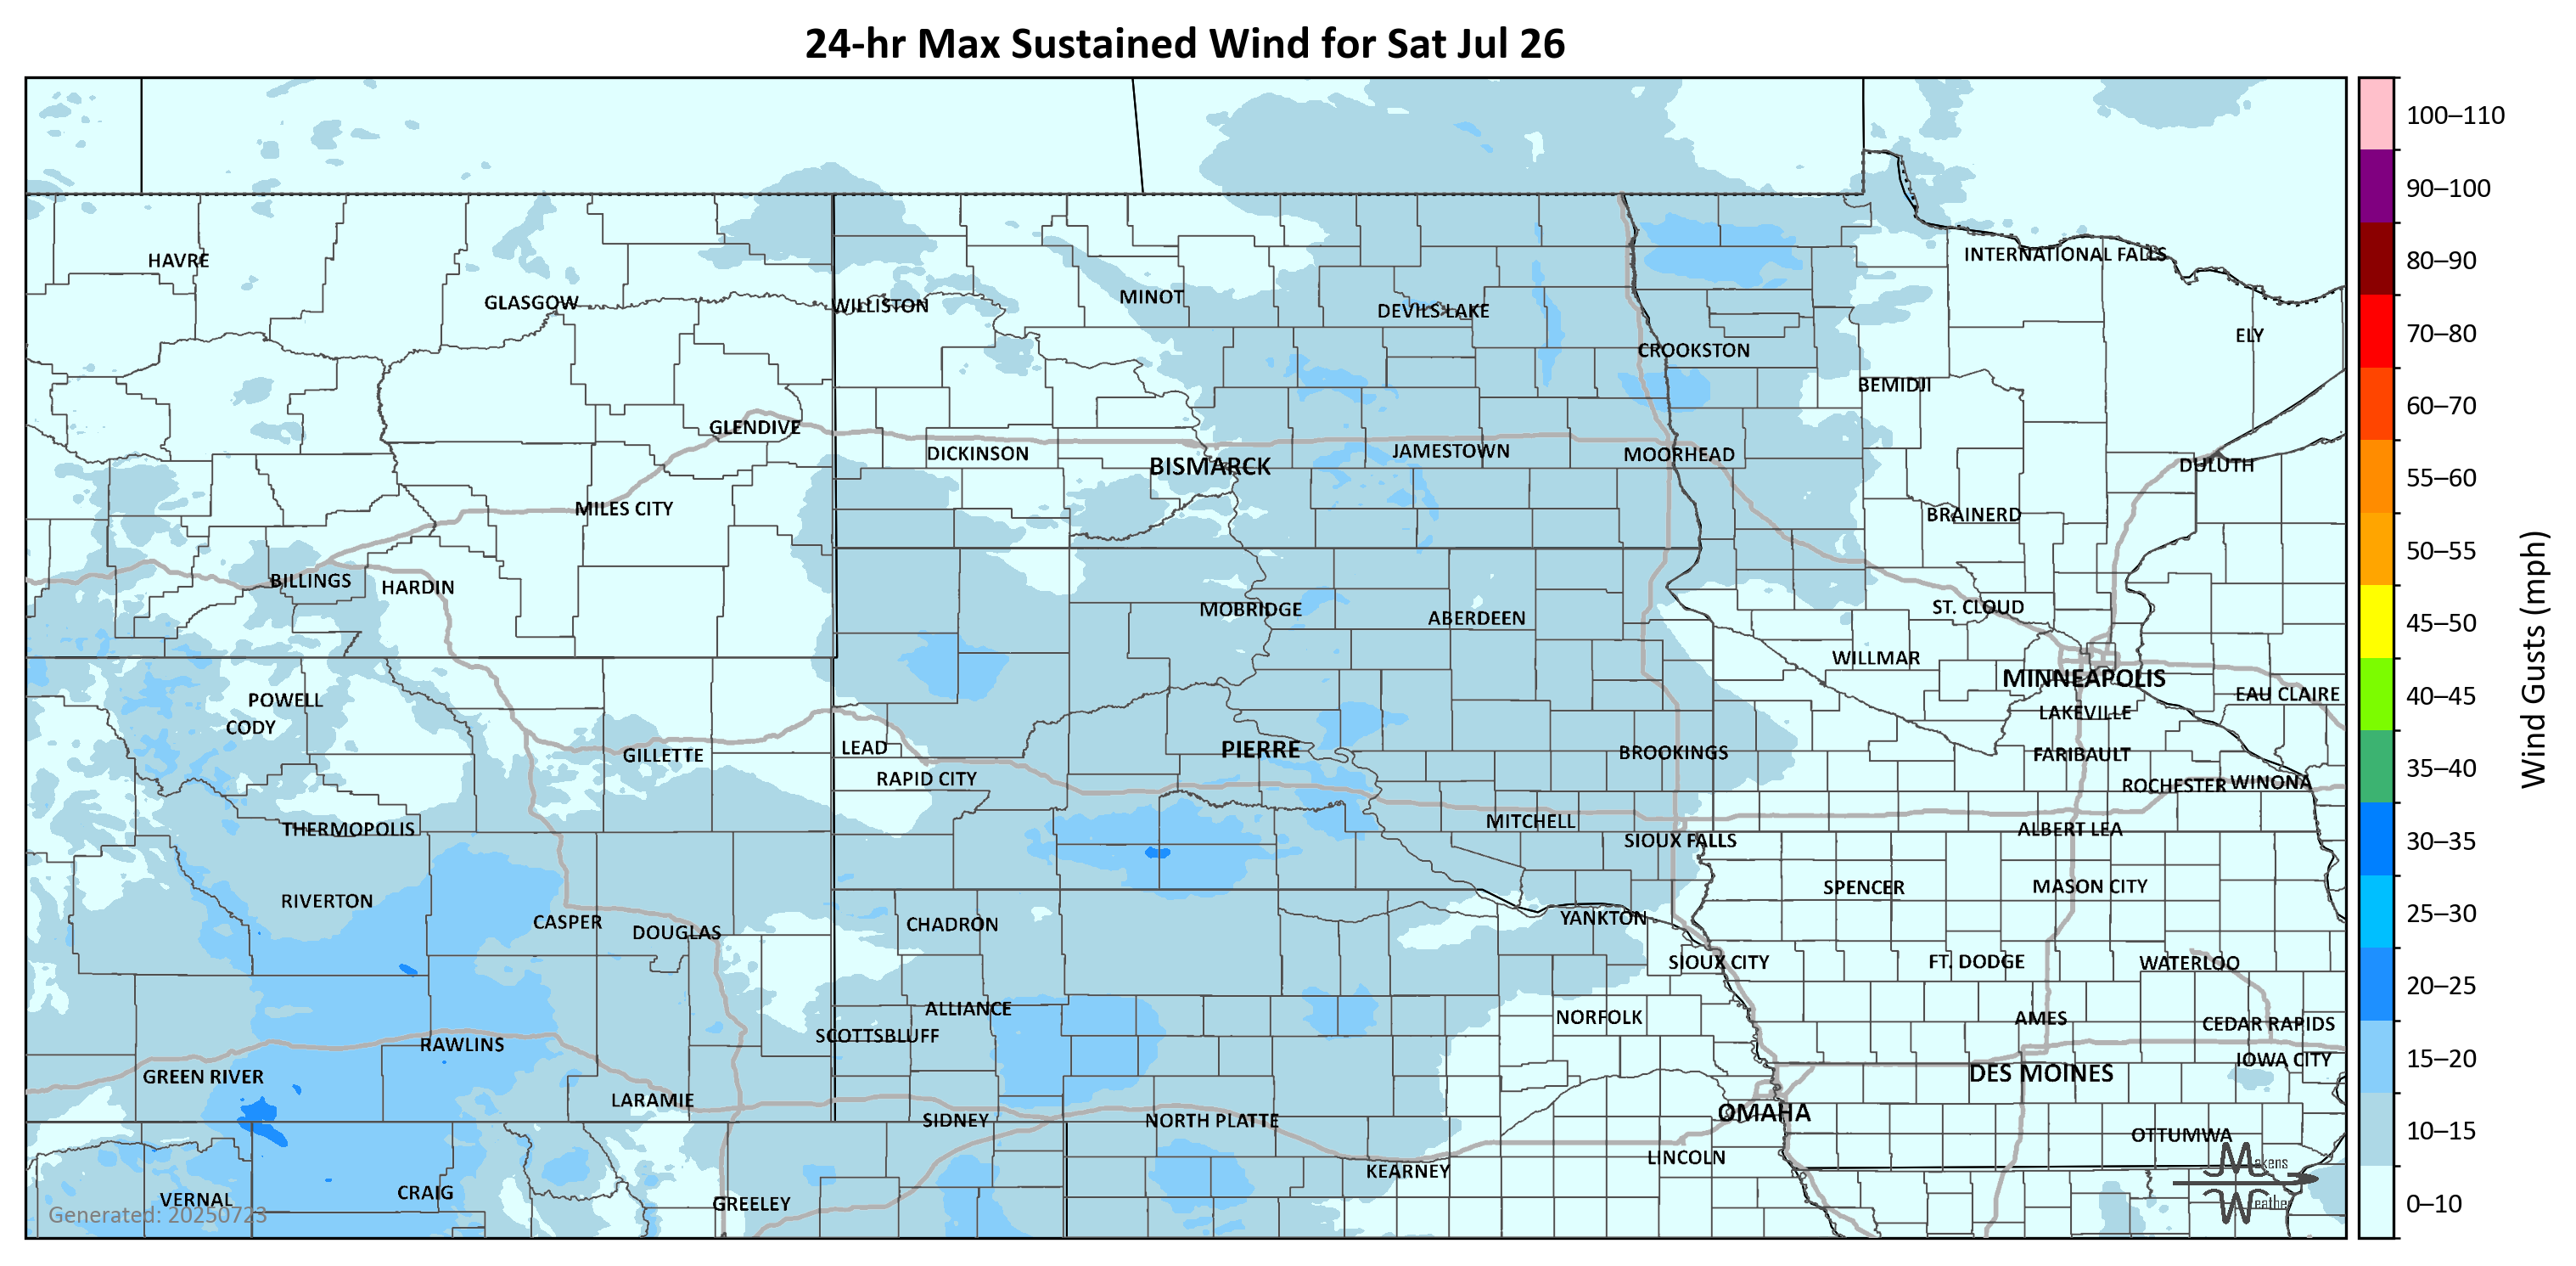 24-hr Max Sustained Wind for Sat Jul 26
100–110
90–100
80–90
70–80
60–70
55–60
50–55
45–50
40–45
35–40
30–35
25–30
20–25
15–20
10–15
0–10
Wind Gusts (mph)
HAVRE
INTERNATIONAL FALLS
GLASGOW
WILLISTON
MINOT
DEVILS LAKE
ELY
CROOKSTON
BEMIDJI
GLENDIVE
DICKINSON
BISMARCK
JAMESTOWN
MOORHEAD
DULUTH
MILES CITY
BRAINERD
BILLINGS
HARDIN
MOBRIDGE
ABERDEEN
ST. CLOUD
WILLMAR
MINNEAPOLIS
EAU CLAIRE
POWELL
CODY
LAKEVILLE
GILLETTE
LEAD
PIERRE
BROOKINGS
FARIBAULT
RAPID CITY
ROCHESTER
WINONA
THERMOPOLIS
MITCHELL
SIOUX FALLS
ALBERT LEA
SPENCER
MASON CITY
RIVERTON
CASPER
DOUGLAS
CHADRON
YANKTON
SIOUX CITY
FT. DODGE
WATERLOO
ALLIANCE
NORFOLK
AMES
CEDAR RAPIDS
SCOTTSBLUFF
RAWLINS
IOWA CITY
GREEN RIVER
DES MOINES
LARAMIE
SIDNEY
NORTH PLATTE
OMAHA
OTTUMWA
LINCOLN
KEARNEY
VERNAL
CRAIG
GREELEY
Generated: 20250723
Makens
Weather